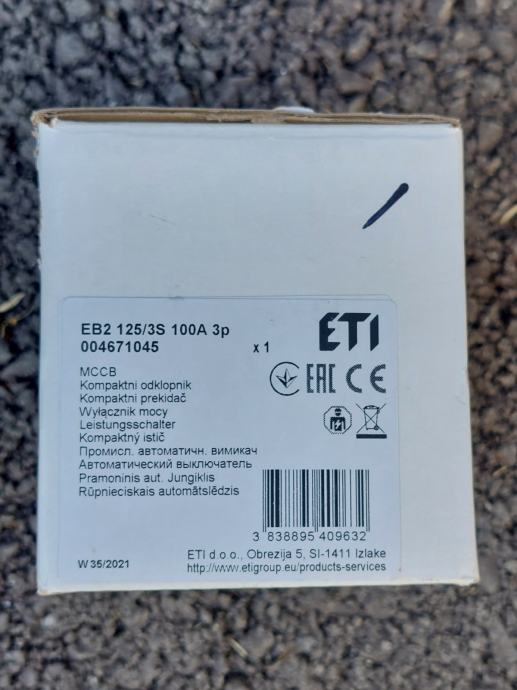 EB2 125/3S 100A 3p
004671045
x 1
ETI
MCCB
Kompaktni odklopnik
Kompaktni prekidač
Wyłącznik mocy
Leistungsschalter
Kompaktný istič
Промисл. автоматичн. вимикач
Автоматический выключатель
Pramoninis aut. Jungiklis
Rūpnieciskais automātslēdzis
EAC CE
3 838895 409632
W 35/2021
ETI d.o.o., Obrezija 5, SI-1411 Izlake
http://www.etigroup.eu/products-services